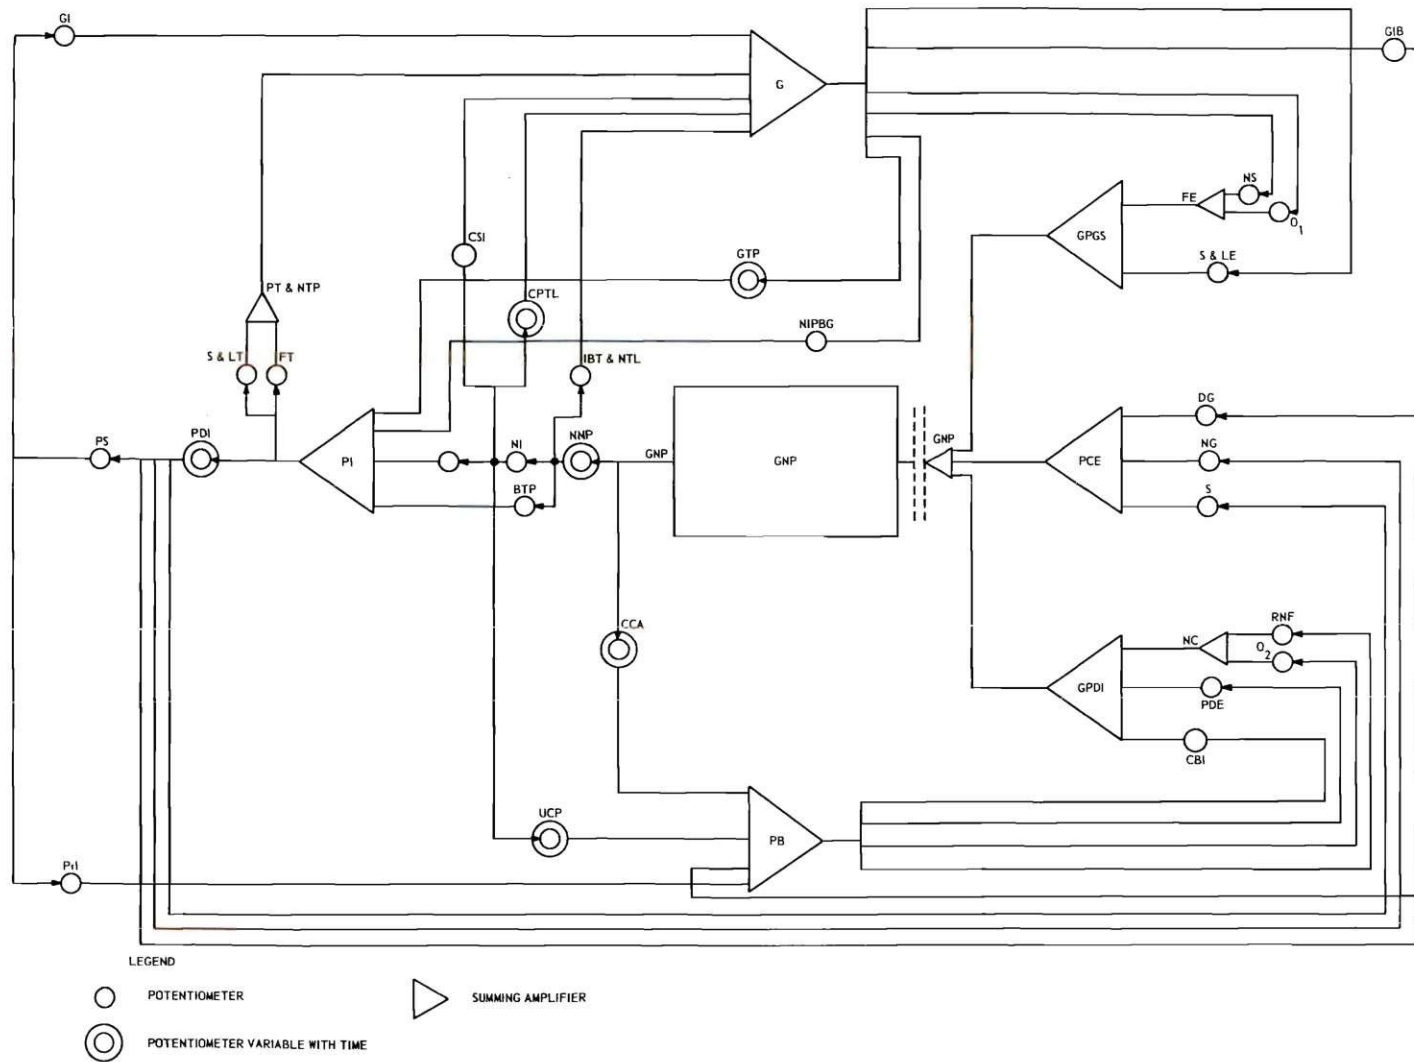 GI
GIB
G
NS
FE
O1
CSI
GPGS
GTP
S & LE
PT & NTP
CPTL
NIPBG
S & LT
FT
IBT & NTL
DG
PS
PDI
PI
NI
NNP
GNP
GNP
GNP
PCE
NG
BTP
S
CCA
RNF
NC
O2
GPDI
PDE
CBI
UCP
PB
LEGEND
POTENTIOMETER
SUMMING AMPLIFIER
POTENTIOMETER VARIABLE WITH TIME